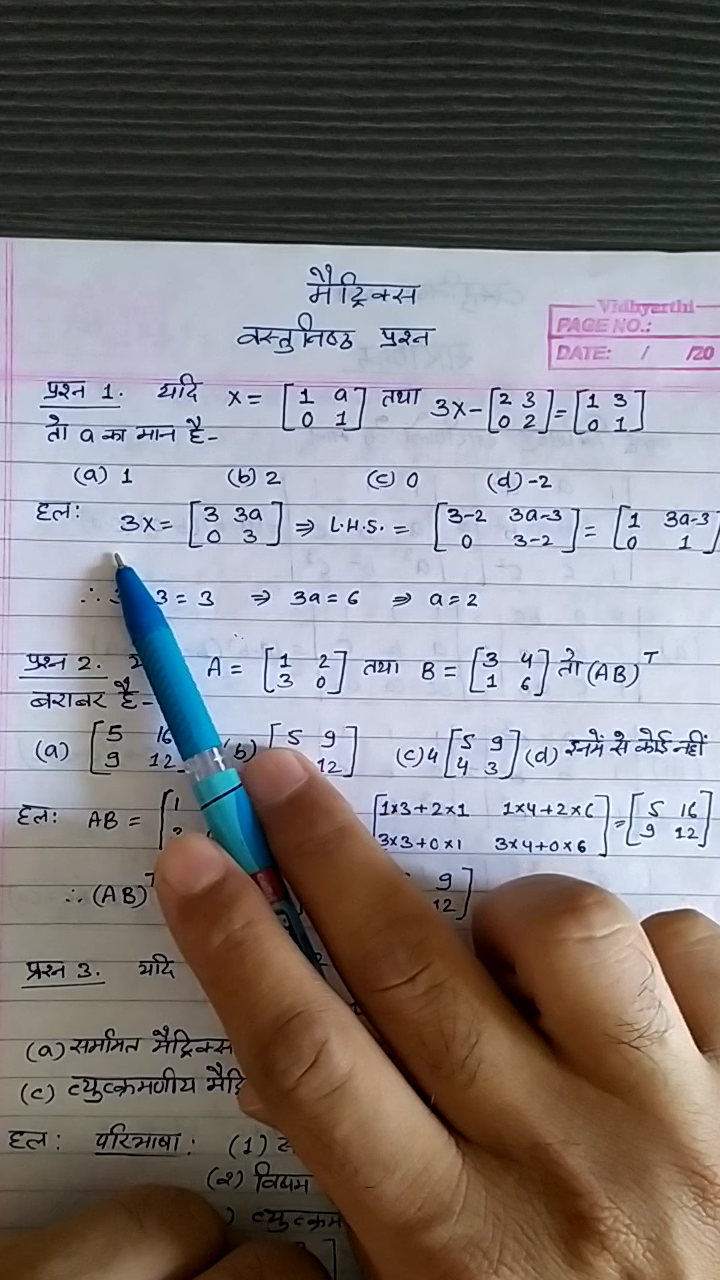 मैट्रिक्स
वस्तुनिष्ठ प्रश्न
Vidhyarthi
PAGE NO.:
DATE: / /20
प्रश्न 1. यदि x = [1 a; 0 1] तथा 3x - [2 3; 0 2] = [1 3; 0 1]
तो a का मान है-
(a) 1 (b) 2 (c) 0 (d) -2
हल: 3x = [3 3a; 0 3] ⇒ L.H.S. = [3-2 3a-3; 0 3-2] = [1 3a-3; 0 1]
∴ 3 = 3 ⇒ 3a = 6 ⇒ a = 2
प्रश्न 2. A = [1 2; 3 0] तथा B = [3 4; 1 6] तो (AB)^T
बराबर है-
(a) [5 16; 9 12] (b) [5 9; 12] (c) 4 [5 9; 4 3] (d) इनमें से कोई नहीं
हल: AB = [1 [1×3+2×1 1×4+2×6; 3×3+0×1 3×4+0×6] = [5 16; 9 12]
∴ (AB)^T 9; 12]
प्रश्न 3. यदि
(a) सममित मैट्रिक्स
(c) व्युत्क्रमणीय
हल: परिभाषा: (1)
(2) विषम